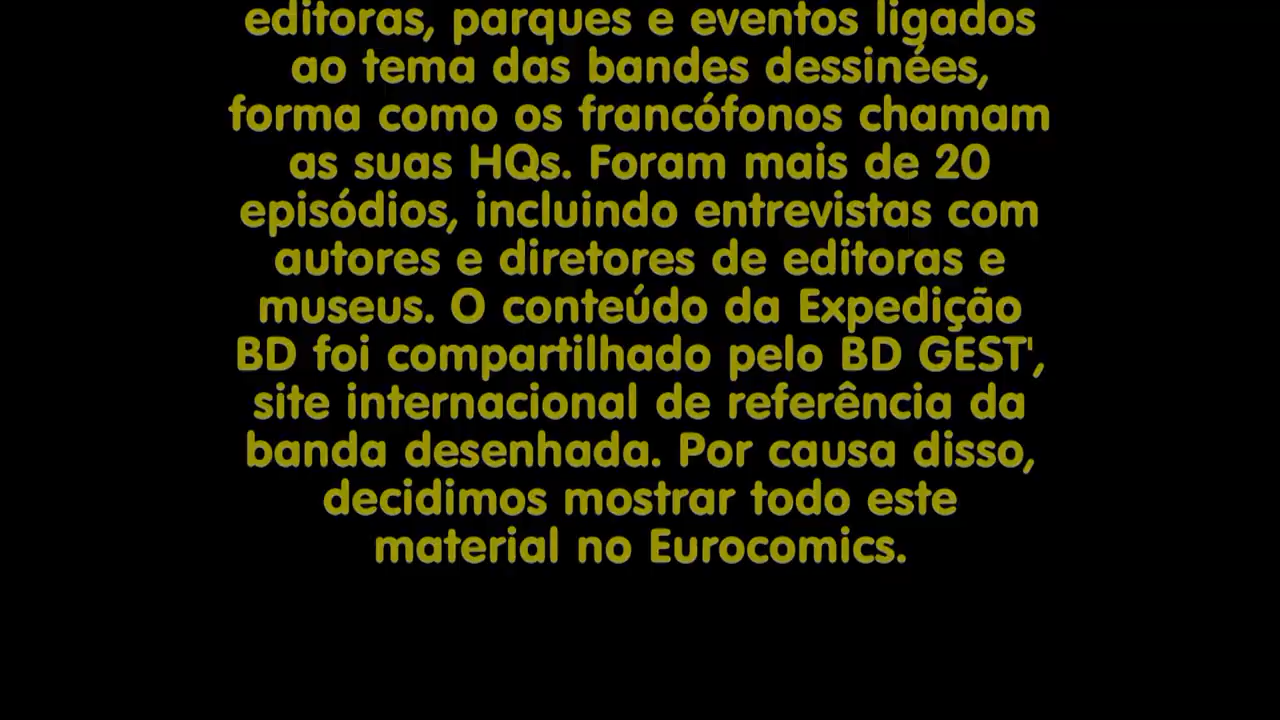 editoras, parques e eventos ligados
ao tema das bandes dessinées,
forma como os francófonos chamam
as suas HQs. Foram mais de 20
episódios, incluindo entrevistas com
autores e diretores de editoras e
museus. O conteúdo da Expedição
BD foi compartilhado pelo BD GEST',
site internacional de referência da
banda desenhada. Por causa disso,
decidimos mostrar todo este
material no Eurocomics.